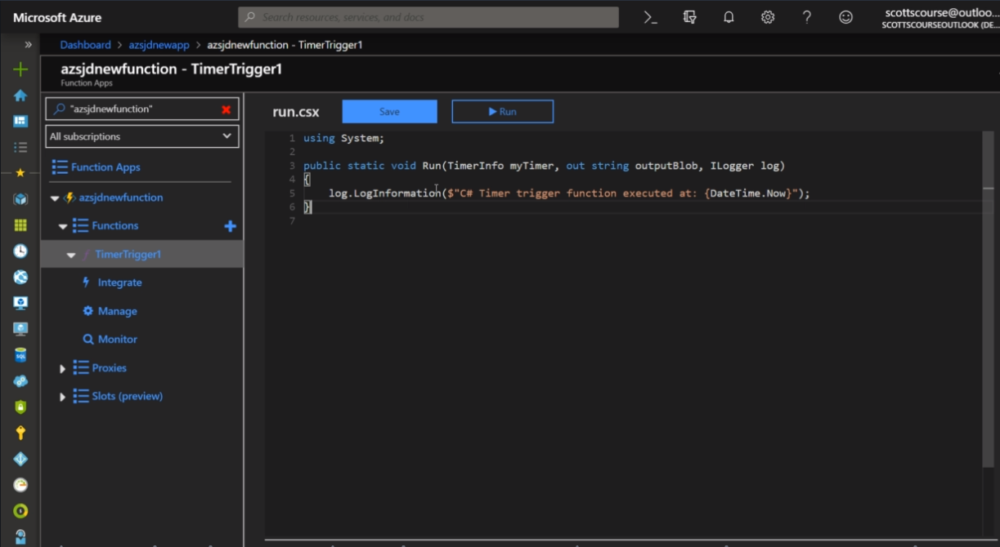 Microsoft Azure
Search resources, services, and docs
scottscourse@outloo...
SCOTTSCOURSEOUTLOOK (DE...
Dashboard > azsjdnewapp > azsjdnewfunction - TimerTrigger1
azsjdnewfunction - TimerTrigger1
Function Apps
"azsjdnewfunction"
All subscriptions
Function Apps
azsjdnewfunction
Functions
TimerTrigger1
Integrate
Manage
Monitor
Proxies
Slots (preview)
run.csx
Save
Run
1 using System;
2
3 public static void Run(TimerInfo myTimer, out string outputBlob, ILogger log)
4 {
5 log.LogInformation($"C# Timer trigger function executed at: {DateTime.Now}");
6 }
7